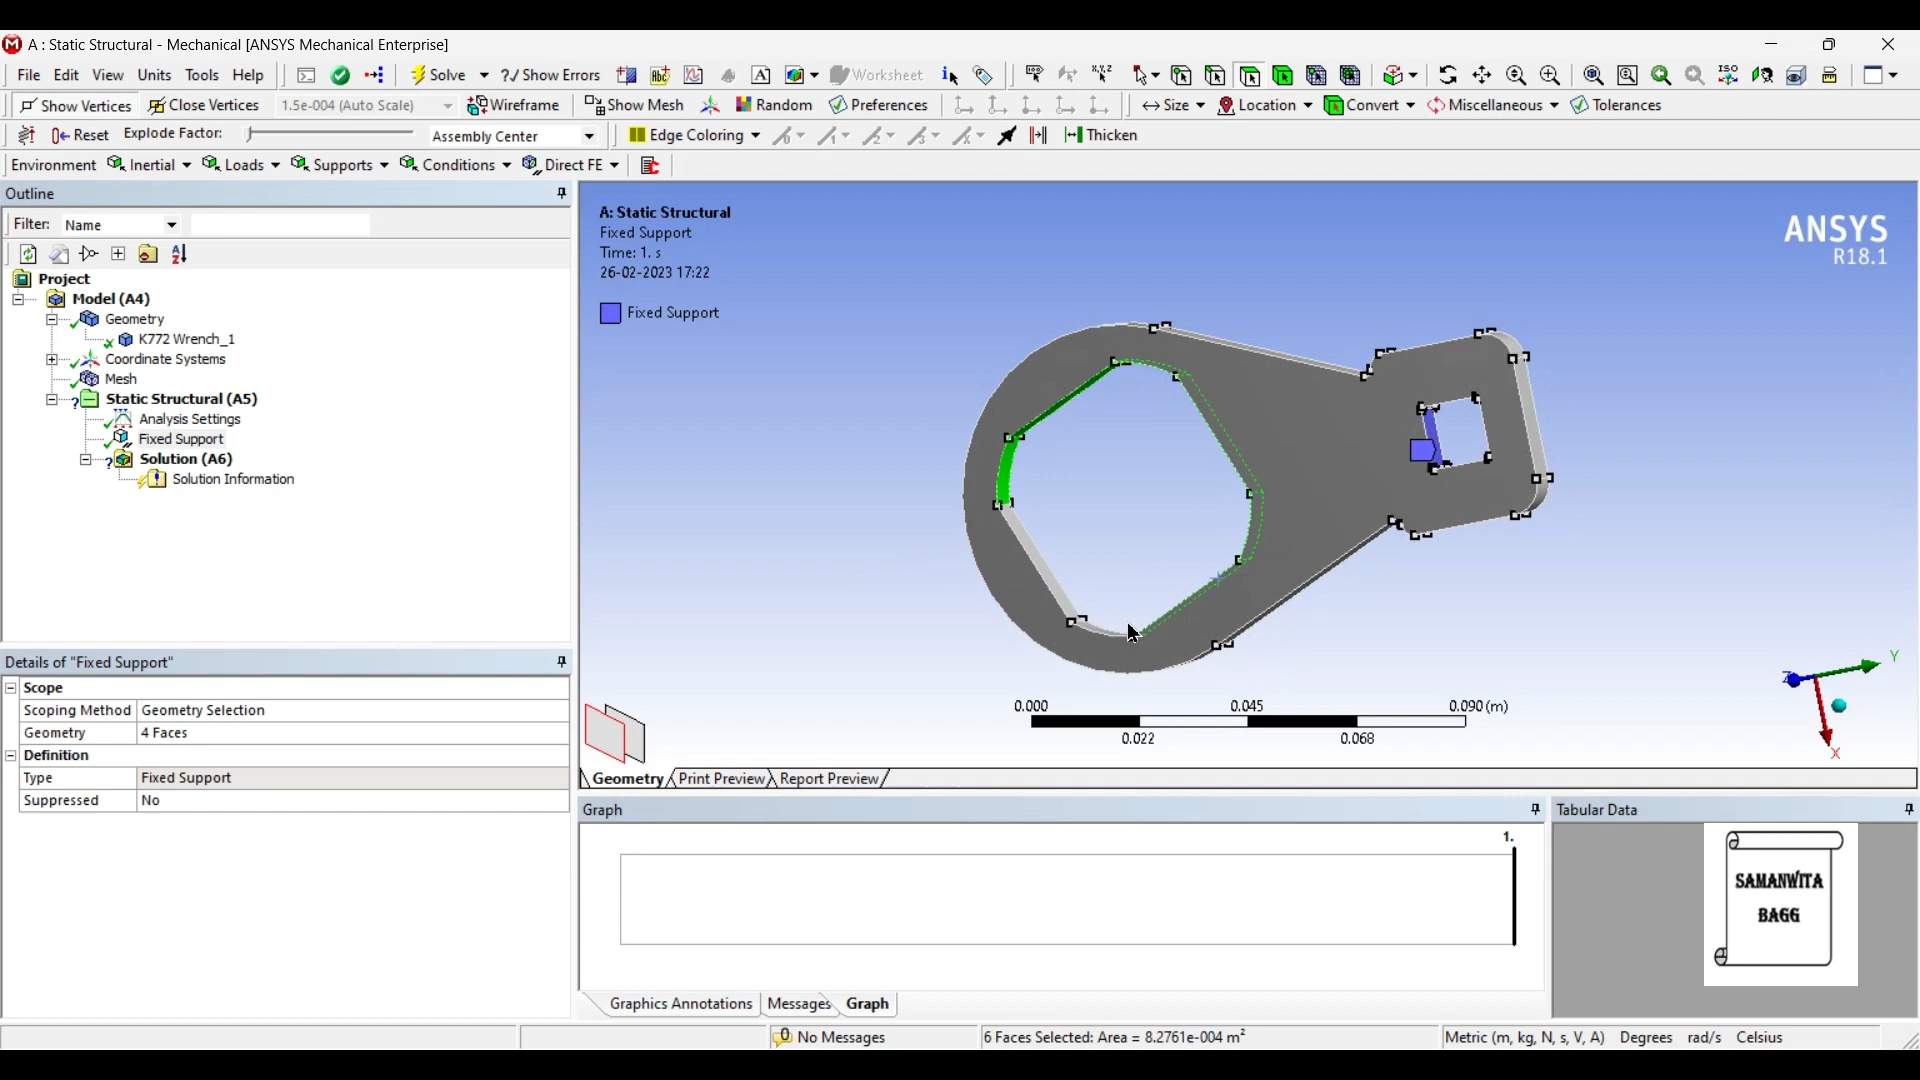 A : Static Structural - Mechanical [ANSYS Mechanical Enterprise]
File Edit View Units Tools Help Solve ?/ Show Errors Worksheet
Show Vertices Close Vertices 1.5e-004 (Auto Scale) Wireframe Show Mesh Random Preferences Size Location Convert Miscellaneous Tolerances
Reset Explode Factor: Assembly Center Edge Coloring Thicken
Environment Inertial Loads Supports Conditions Direct FE
Outline
Filter: Name
Project
Model (A4)
Geometry
K772 Wrench_1
Coordinate Systems
Mesh
Static Structural (A5)
Analysis Settings
Fixed Support
Solution (A6)
Solution Information
Details of "Fixed Support"
Scope
Scoping Method Geometry Selection
Geometry 4 Faces
Definition
Type Fixed Support
Suppressed No
A: Static Structural
Fixed Support
Time: 1. s
26-02-2023 17:22
Fixed Support
ANSYS
R18.1
0.000 0.045 0.090 (m)
0.022 0.068
Y
Z
X
Geometry Print Preview Report Preview
Graph
1.
Tabular Data
SAMANWITA
BAGG
Graphics Annotations Messages Graph
0 No Messages 6 Faces Selected: Area = 8.2761e-004 m² Metric (m, kg, N, s, V, A) Degrees rad/s Celsius